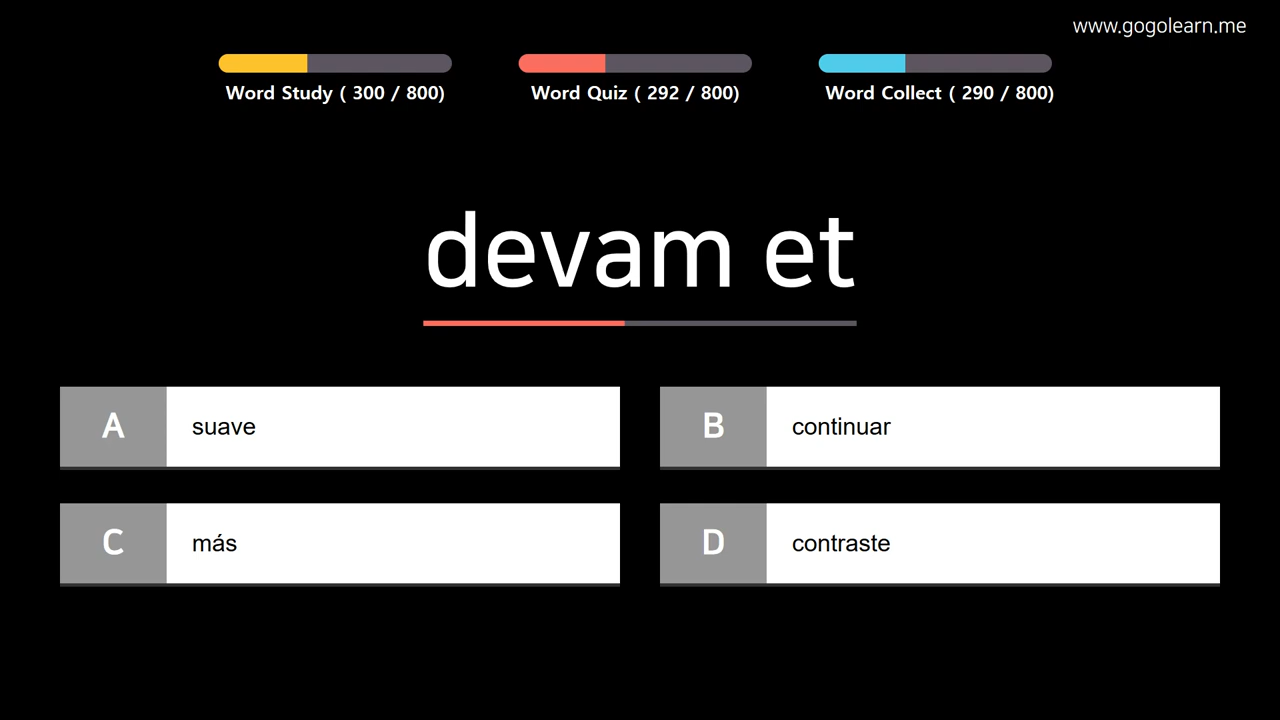 www.gogolearn.me
Word Study ( 300 / 800)
Word Quiz ( 292 / 800)
Word Collect ( 290 / 800)
devam et
A suave
B continuar
C más
D contraste